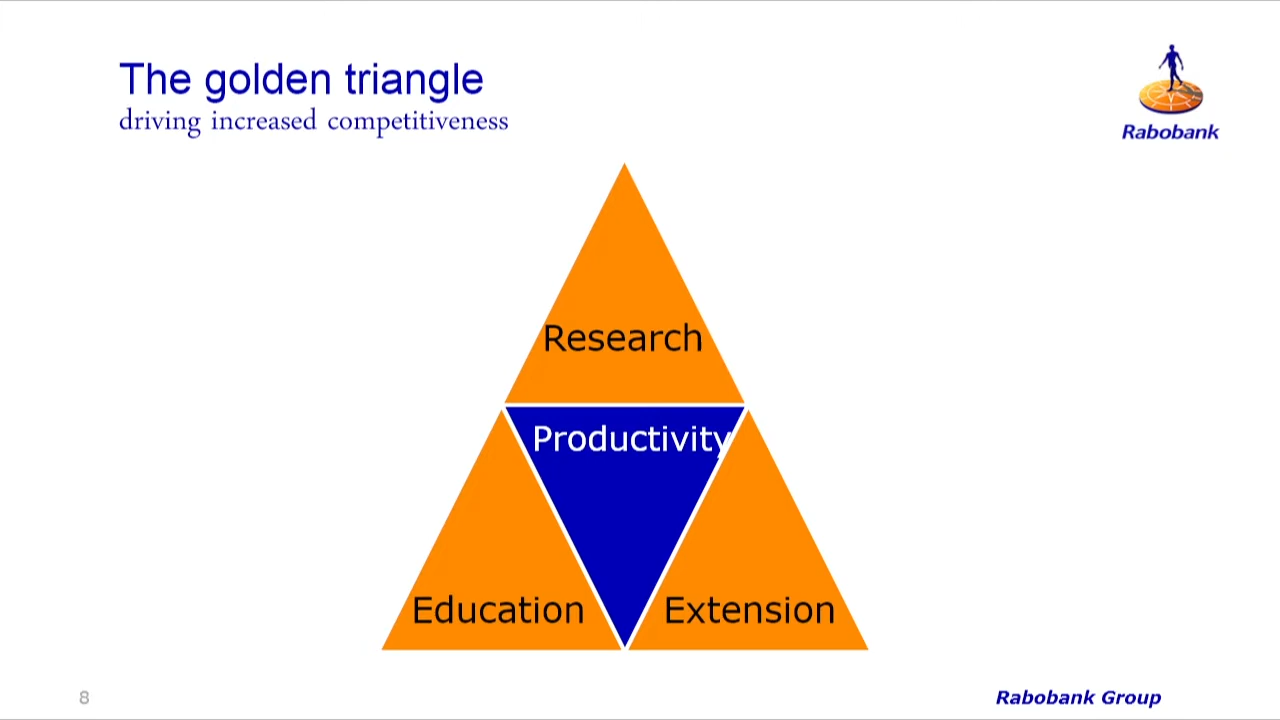 The golden triangle
driving increased competitiveness
Rabobank
Research
Productivity
Education
Extension
8
Rabobank Group